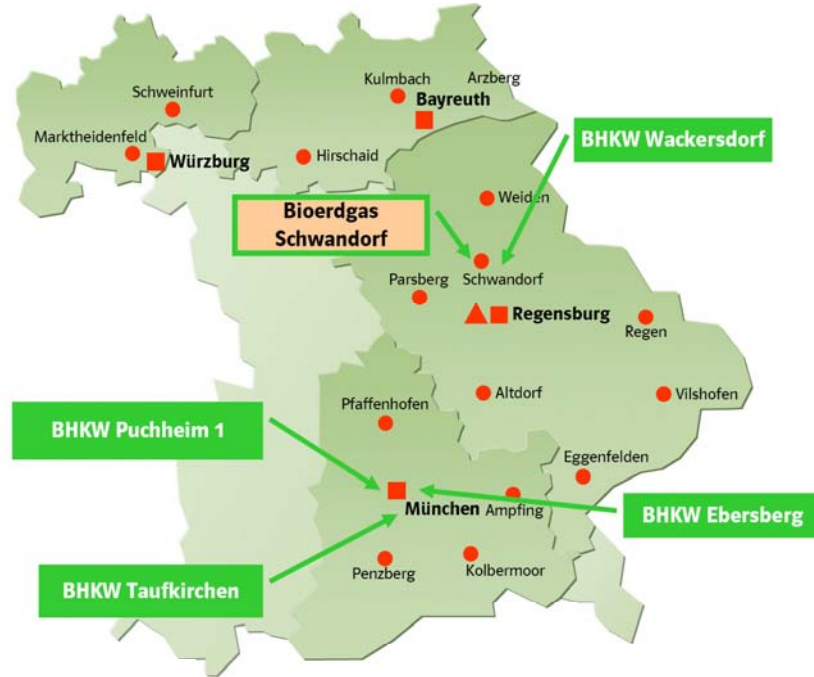 Kulmbach
Arzberg
Schweinfurt
Bayreuth
Marktheidenfeld
BHKW Wackersdorf
Würzburg
Hirschaid
Weiden
Bioerdgas
Schwandorf
Parsberg
Schwandorf
Regensburg
Regen
Altdorf
Vilshofen
Pfaffenhofen
BHKW Puchheim 1
Eggenfelden
München
Ampfing
BHKW Ebersberg
Penzberg
Kolbermoor
BHKW Taufkirchen